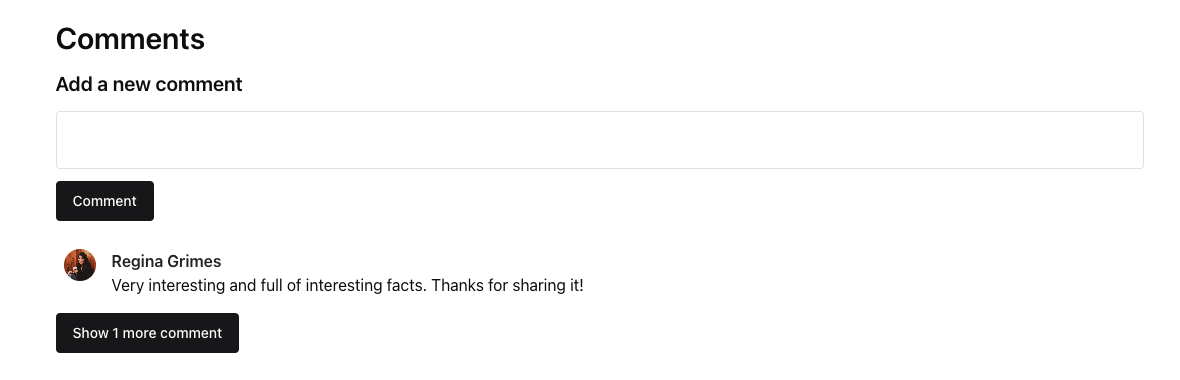 Comments
Add a new comment
Comment
Regina Grimes
Very interesting and full of interesting facts. Thanks for sharing it!
Show 1 more comment